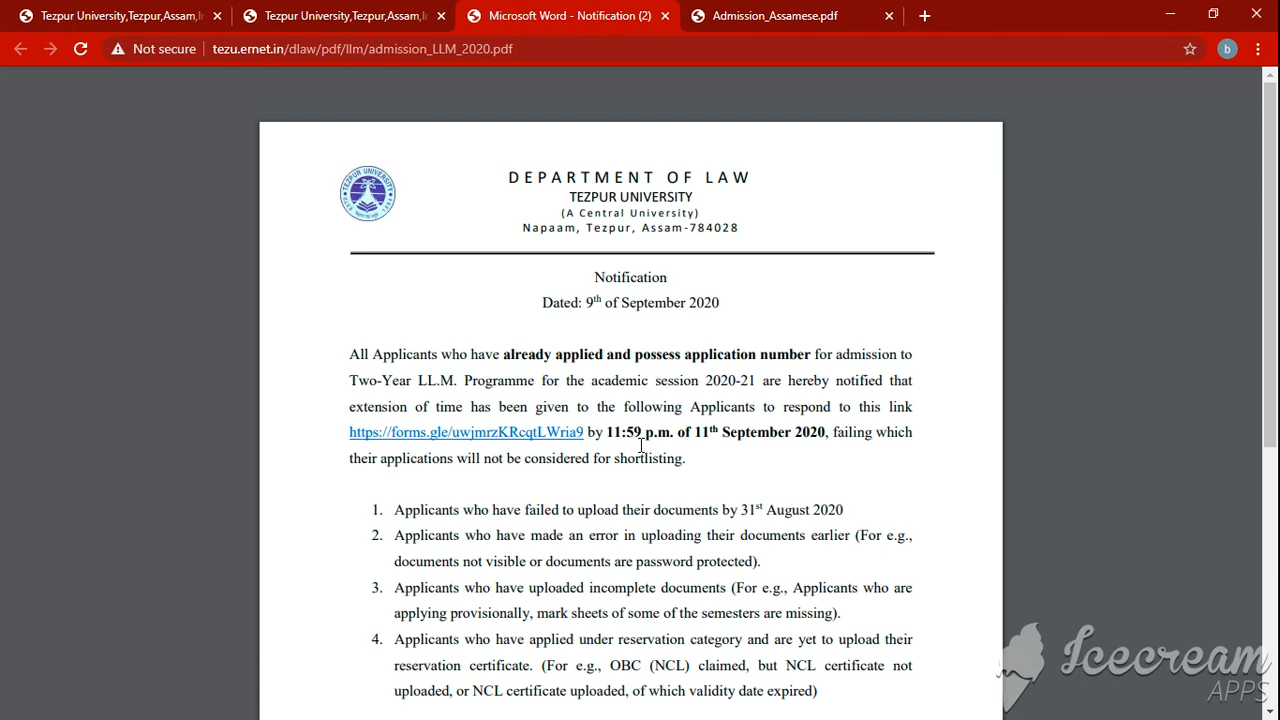 Tezpur University,Tezpur,Assam,I
Tezpur University,Tezpur,Assam,I
Microsoft Word - Notification (2)
Admission_Assamese.pdf
Not secure
tezu.ernet.in/dlaw/pdf/llm/admission_LLM_2020.pdf
b
TEZPUR UNIVERSITY
DEPARTMENT OF LAW
TEZPUR UNIVERSITY
(A Central University)
Napaam, Tezpur, Assam-784028
Notification
Dated: 9th of September 2020
All Applicants who have already applied and possess application number for admission to
Two-Year LL.M. Programme for the academic session 2020-21 are hereby notified that
extension of time has been given to the following Applicants to respond to this link
https://forms.gle/uwjmrzKRcqtLWria9 by 11:59 p.m. of 11th September 2020, failing which
their applications will not be considered for shortlisting.
1. Applicants who have failed to upload their documents by 31st August 2020
2. Applicants who have made an error in uploading their documents earlier (For e.g.,
documents not visible or documents are password protected).
3. Applicants who have uploaded incomplete documents (For e.g., Applicants who are
applying provisionally, mark sheets of some of the semesters are missing).
4. Applicants who have applied under reservation category and are yet to upload their
reservation certificate. (For e.g., OBC (NCL) claimed, but NCL certificate not
uploaded, or NCL certificate uploaded, of which validity date expired)
Icecream
APPS